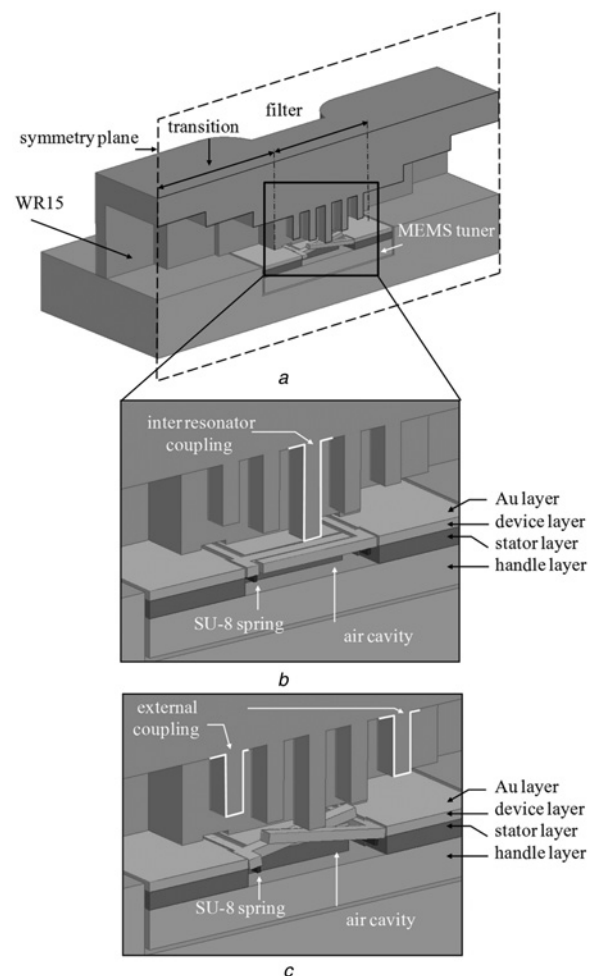 filter
transition
symmetry plane
WR15
MEMS tuner
a
inter resonator
coupling
Au layer
device layer
stator layer
handle layer
SU-8 spring
air cavity
b
external
coupling
Au layer
device layer
stator layer
handle layer
SU-8 spring
air cavity
c